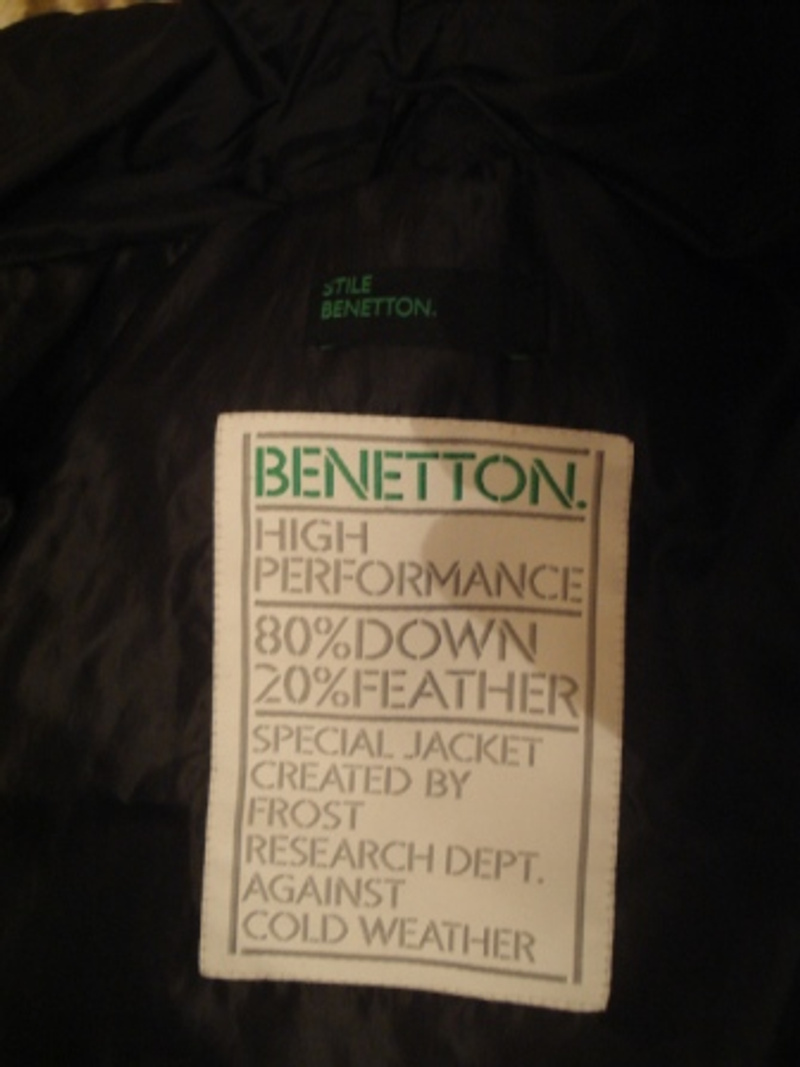 STILE
BENETTON.
BENETTON.
HIGH
PERFORMANCE
80%DOWN
20%FEATHER
SPECIAL JACKET
CREATED BY
FROST
RESEARCH DEPT.
AGAINST
COLD WEATHER